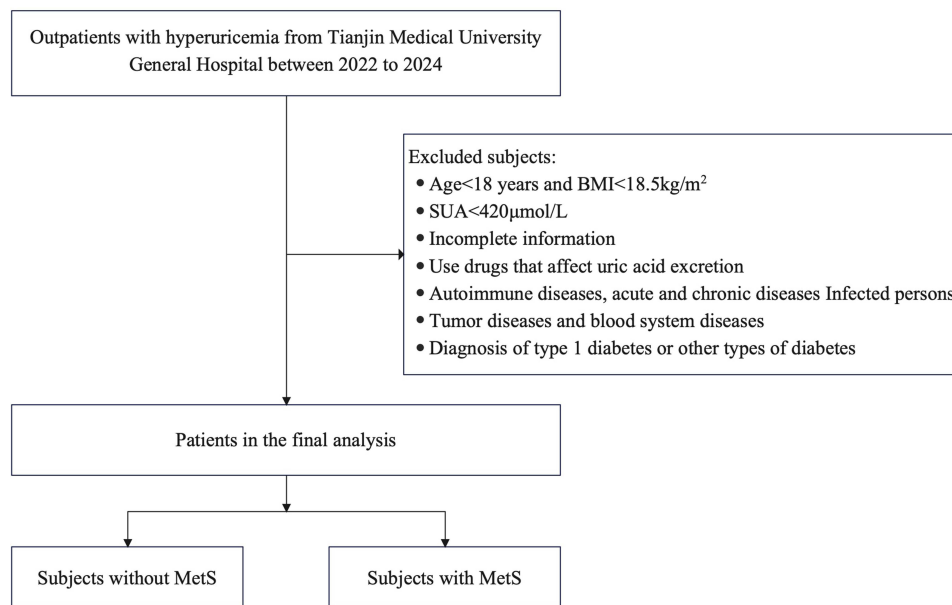 Outpatients with hyperuricemia from Tianjin Medical University
General Hospital between 2022 to 2024
Excluded subjects:
• Age<18 years and BMI<18.5kg/m²
• SUA<420μmol/L
• Incomplete information
• Use drugs that affect uric acid excretion
• Autoimmune diseases, acute and chronic diseases Infected persons
• Tumor diseases and blood system diseases
• Diagnosis of type 1 diabetes or other types of diabetes
Patients in the final analysis
Subjects without MetS
Subjects with MetS